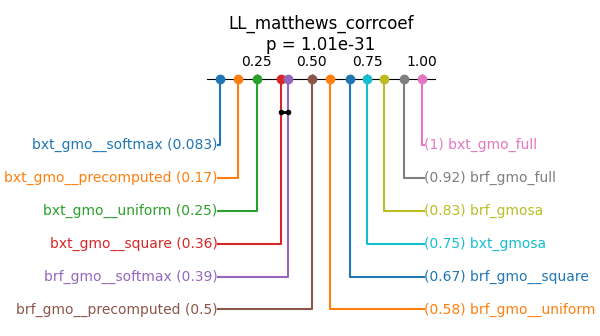 LL_matthews_corrcoef
p = 1.01e-31
0.25 0.50 0.75 1.00
bxt_gmo__softmax (0.083)
bxt_gmo__precomputed (0.17)
bxt_gmo__uniform (0.25)
bxt_gmo__square (0.36)
brf_gmo__softmax (0.39)
brf_gmo__precomputed (0.5)
(1) bxt_gmo_full
(0.92) brf_gmo_full
(0.83) brf_gmosa
(0.75) bxt_gmosa
(0.67) brf_gmo__square
(0.58) brf_gmo__uniform